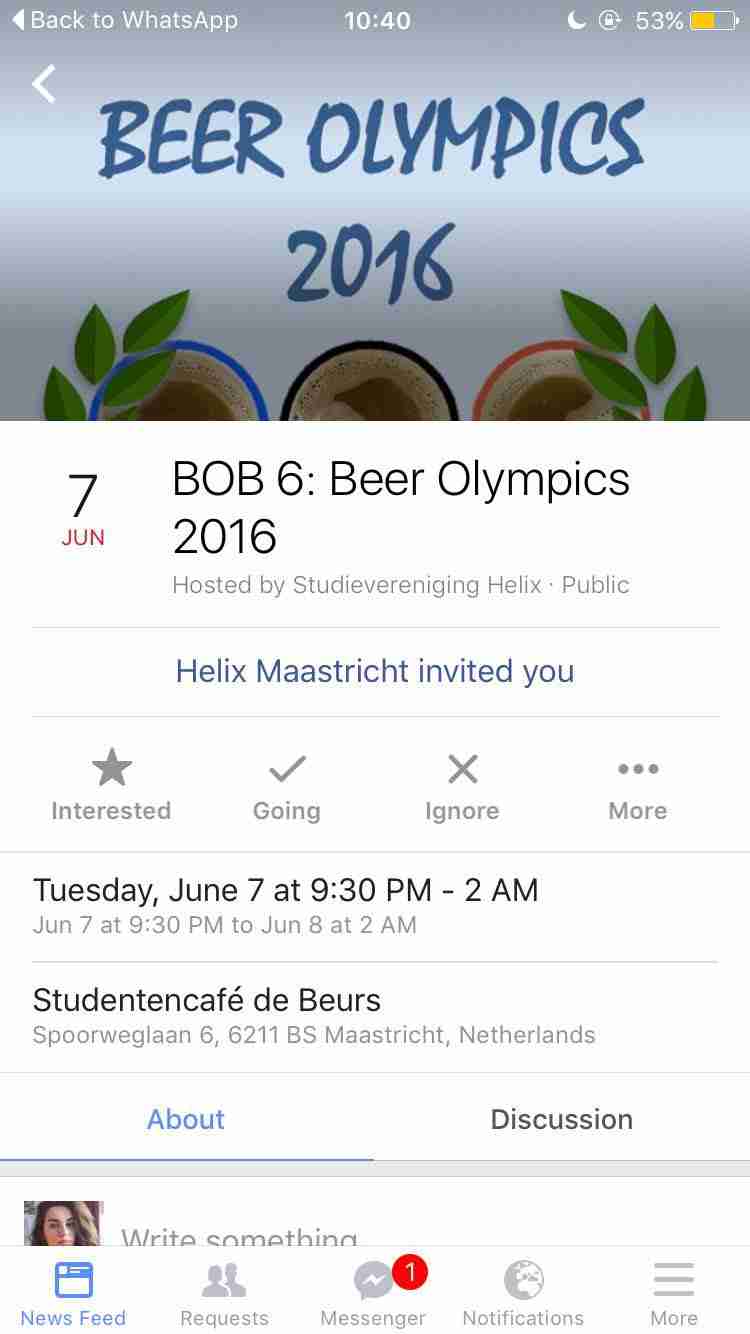 Back to WhatsApp 10:40 53%
BEER OLYMPICS
2016
7
JUN
BOB 6: Beer Olympics
2016
Hosted by Studievereniging Helix · Public
Helix Maastricht invited you
Interested Going Ignore More
Tuesday, June 7 at 9:30 PM - 2 AM
Jun 7 at 9:30 PM to Jun 8 at 2 AM
Studentencafé de Beurs
Spoorweglaan 6, 6211 BS Maastricht, Netherlands
About Discussion
Write something
1
News Feed Requests Messenger Notifications More